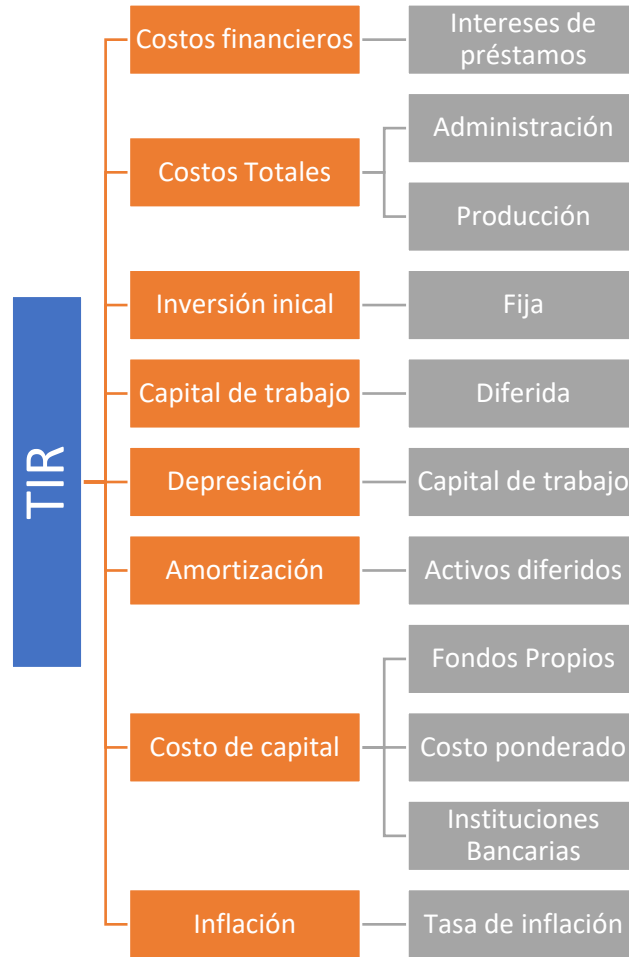 TIR
Costos financieros
Intereses de
préstamos
Costos Totales
Administración
Producción
Inversión inical
Fija
Capital de trabajo
Diferida
Depresiación
Capital de trabajo
Amortización
Activos diferidos
Costo de capital
Fondos Propios
Costo ponderado
Instituciones
Bancarias
Inflación
Tasa de inflación